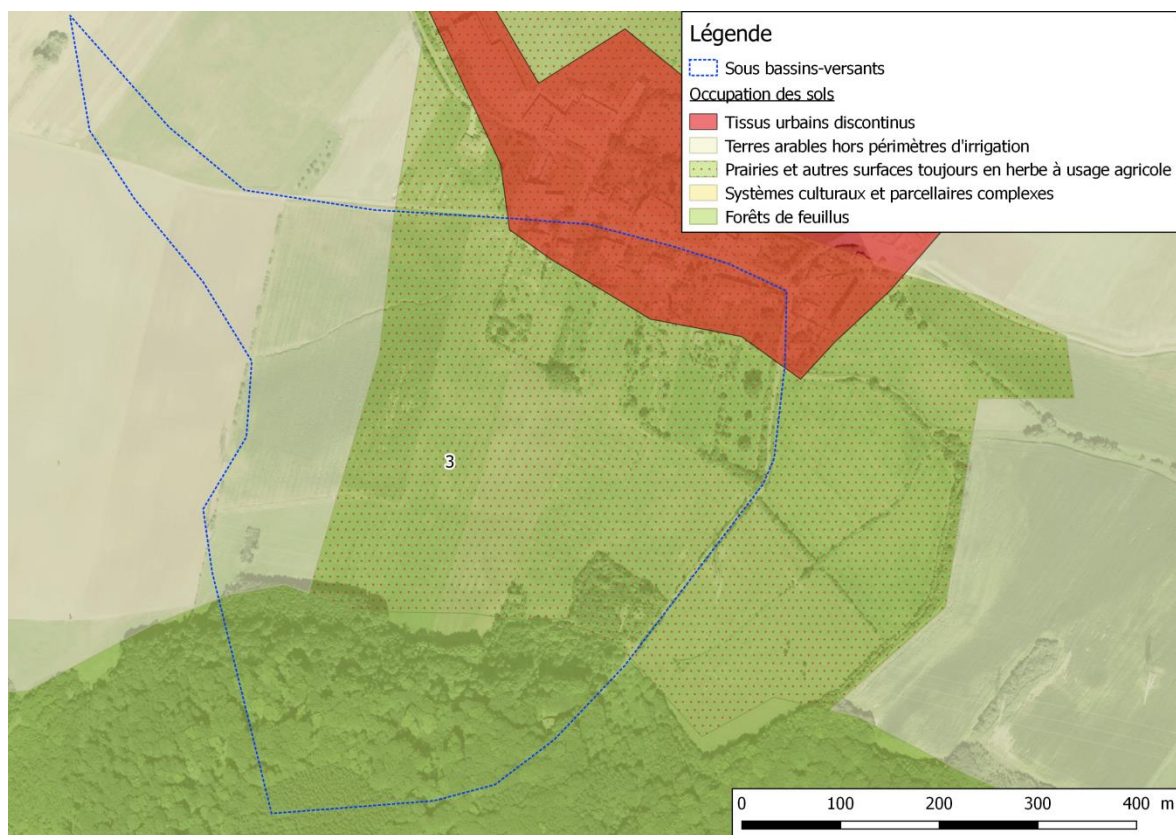 Légende
Sous bassins-versants
Occupation des sols
Tissus urbains discontinus
Terres arables hors périmètres d'irrigation
Prairies et autres surfaces toujours en herbe à usage agricole
Systèmes culturaux et parcellaires complexes
Forêts de feuillus
3
0 100 200 300 400 m